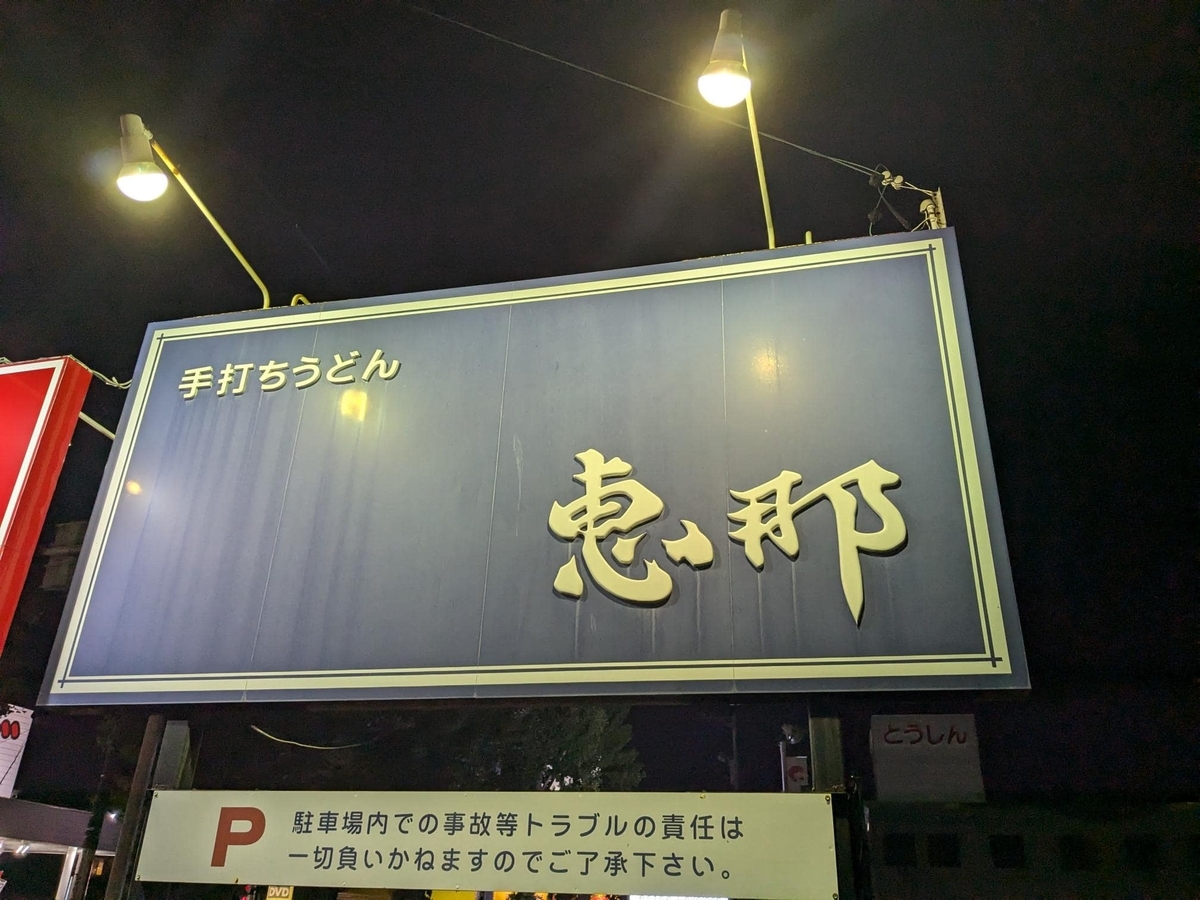 手打ちうどん
恵那
とうしん
P
駐車場内での事故等トラブルの責任は
一切負いかねますのでご了承下さい。
DVD